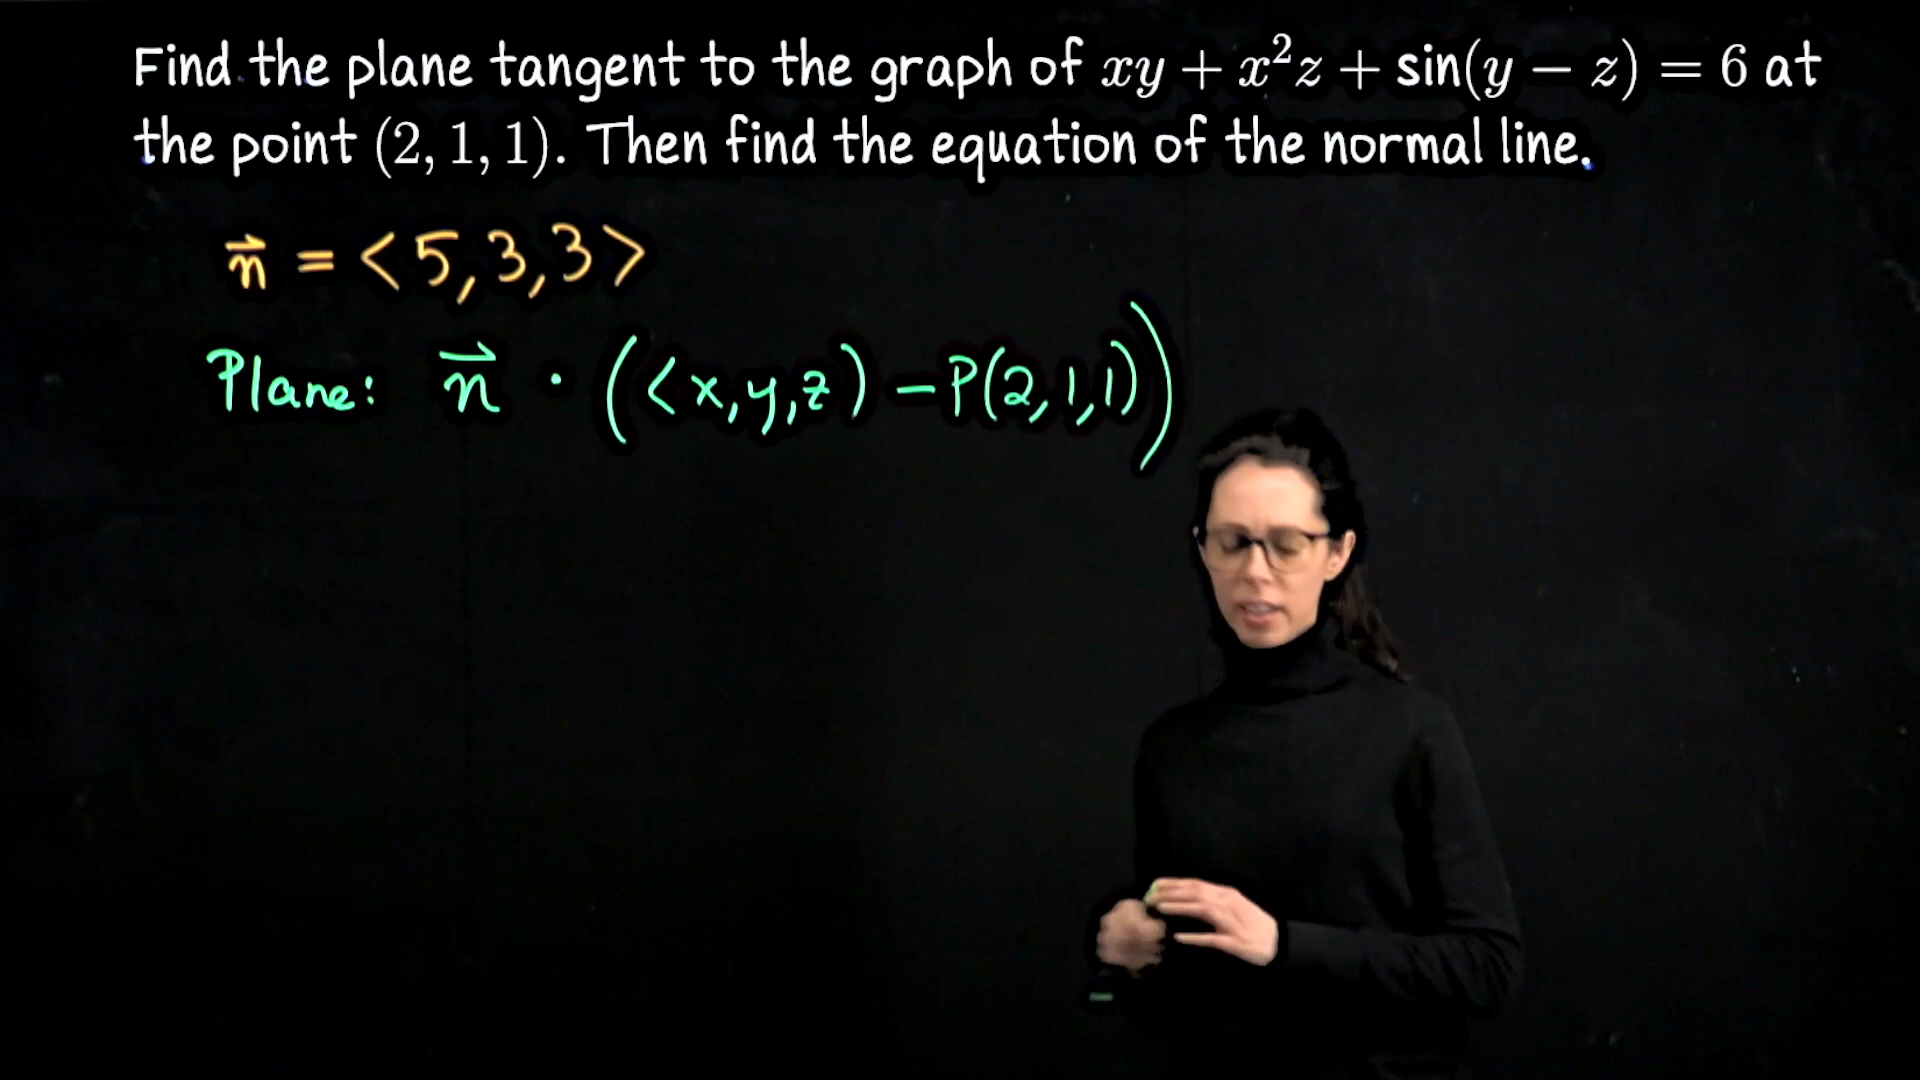 Find the plane tangent to the graph of xy + x²z + sin(y − z) = 6 at
the point (2, 1, 1). Then find the equation of the normal line.
n⃗ = <5,3,3>
Plane: n⃗ · (<x,y,z) − P(2,1,1))